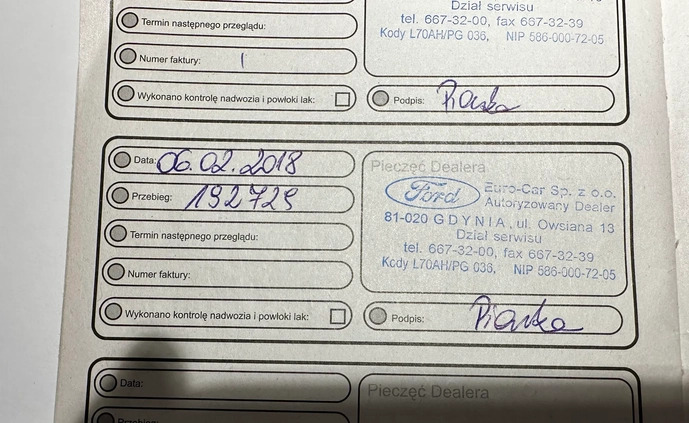 Dział serwisu
Termin następnego przeglądu:
tel. 667-32-00, fax 667-32-39
Kody L70AH/PG 036, NIP 586-000-72-05
Numer faktury:
Wykonano kontrolę nadwozia i powłoki lak:
Podpis:
Data: 06.02.2018
Pieczęć Dealera
Przebieg: 192729
Ford
Euro-Car Sp. z o.o.
Autoryzowany Dealer
81-020 GDYNIA, ul. Owsiana 13
Dział serwisu
Termin następnego przeglądu:
tel. 667-32-00, fax 667-32-39
Kody L70AH/PG 036, NIP 586-000-72-05
Numer faktury:
Wykonano kontrolę nadwozia i powłoki lak:
Podpis:
Data:
Pieczęć Dealera
Przebieg: